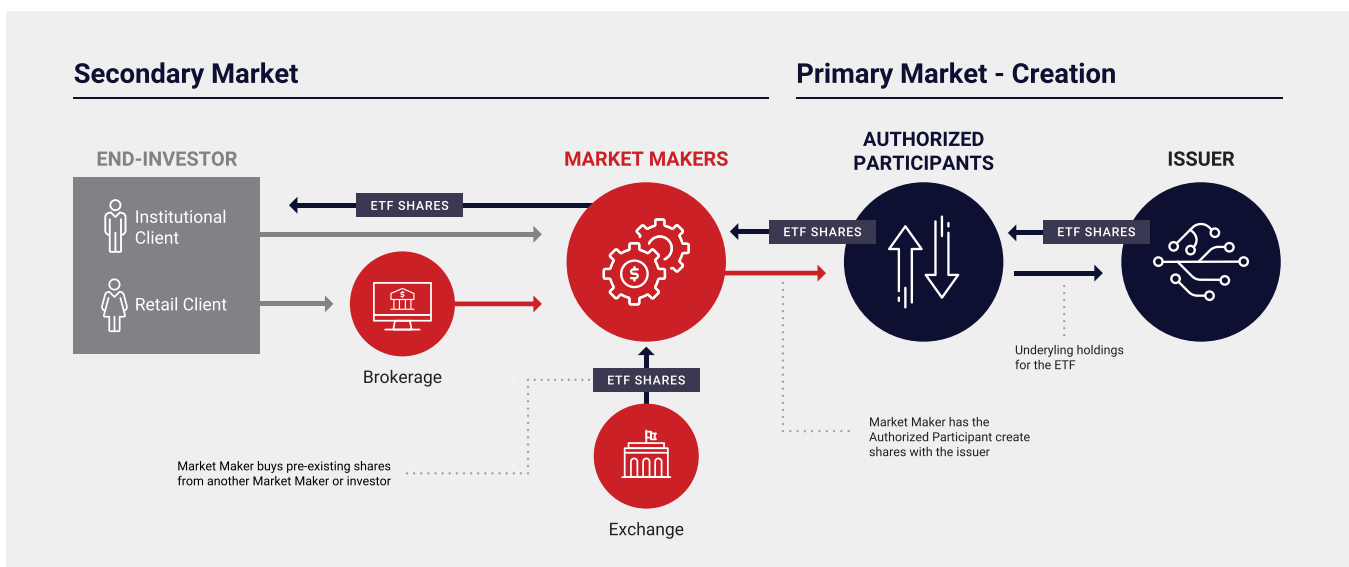 Secondary Market
Primary Market - Creation
END-INVESTOR
MARKET MAKERS
AUTHORIZED
PARTICIPANTS
ISSUER
Institutional
Client
Retail Client
ETF SHARES
Brokerage
ETF SHARES
ETF SHARES
$
$
Underyling holdings
for the ETF
ETF SHARES
Market Maker has the
Authorized Participant create
shares with the issuer
Market Maker buys pre-existing shares
from another Market Maker or investor
Exchange